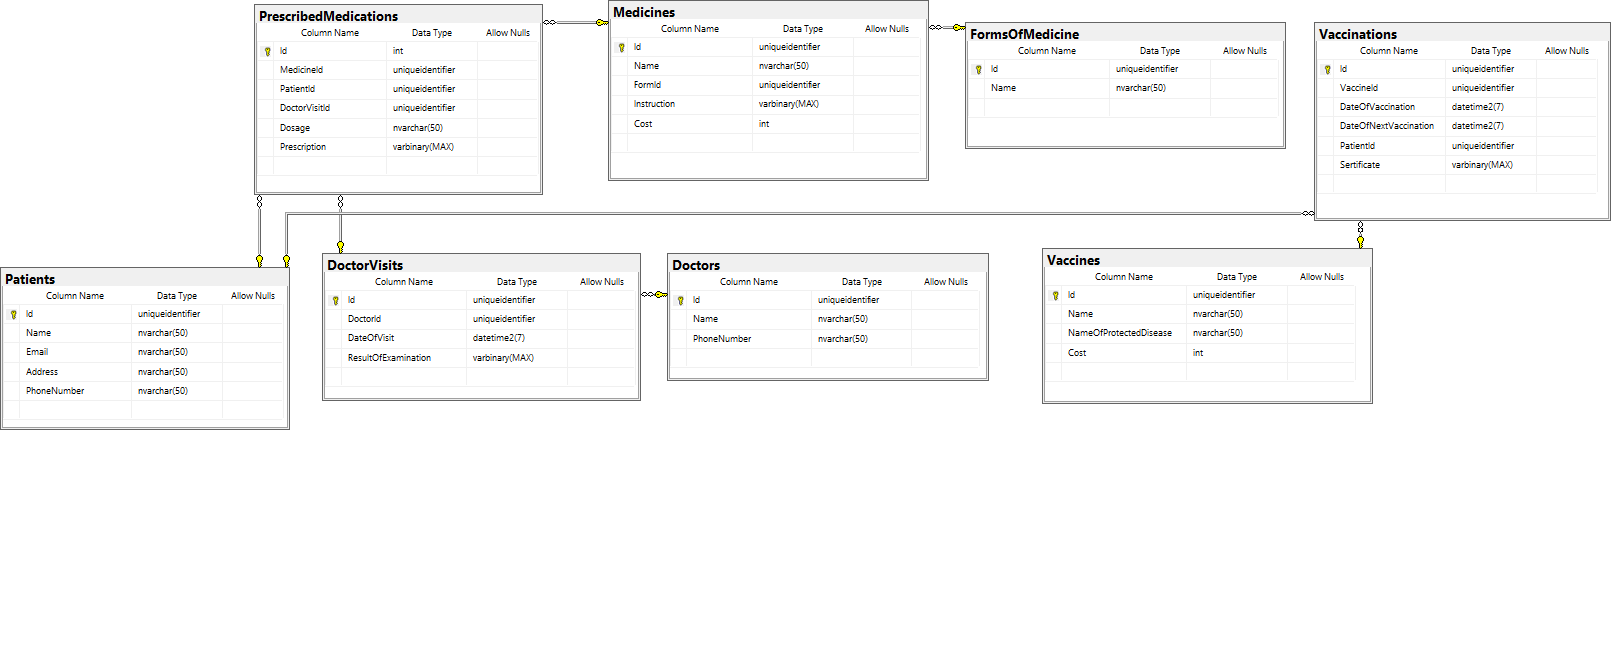 PrescribedMedications
Column Name Data Type Allow Nulls
Id int
MedicineId uniqueidentifier
PatientId uniqueidentifier
DoctorVisitId uniqueidentifier
Dosage nvarchar(50)
Prescription varbinary(MAX)
Medicines
Column Name Data Type Allow Nulls
Id uniqueidentifier
Name nvarchar(50)
FormId uniqueidentifier
Instruction varbinary(MAX)
Cost int
FormsOfMedicine
Column Name Data Type Allow Nulls
Id uniqueidentifier
Name nvarchar(50)
Vaccinations
Column Name Data Type Allow Nulls
Id uniqueidentifier
VaccineId uniqueidentifier
DateOfVaccination datetime2(7)
DateOfNextVaccination datetime2(7)
PatientId uniqueidentifier
Sertificate varbinary(MAX)
Patients
Column Name Data Type Allow Nulls
Id uniqueidentifier
Name nvarchar(50)
Email nvarchar(50)
Address nvarchar(50)
PhoneNumber nvarchar(50)
DoctorVisits
Column Name Data Type Allow Nulls
Id uniqueidentifier
DoctorId uniqueidentifier
DateOfVisit datetime2(7)
ResultOfExamination varbinary(MAX)
Doctors
Column Name Data Type Allow Nulls
Id uniqueidentifier
Name nvarchar(50)
PhoneNumber nvarchar(50)
Vaccines
Column Name Data Type Allow Nulls
Id uniqueidentifier
Name nvarchar(50)
NameOfProtectedDisease nvarchar(50)
Cost int